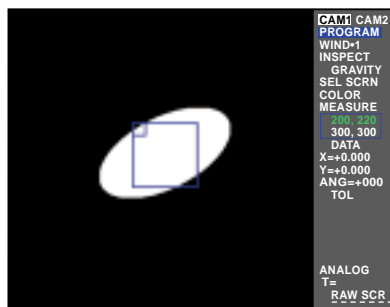 CAM1 CAM2
PROGRAM
WIND•1
INSPECT
GRAVITY
SEL SCRN
COLOR
MEASURE
200, 220
300, 300
DATA
X=+0.000
Y=+0.000
ANG=+000
TOL
ANALOG
T=
RAW SCR